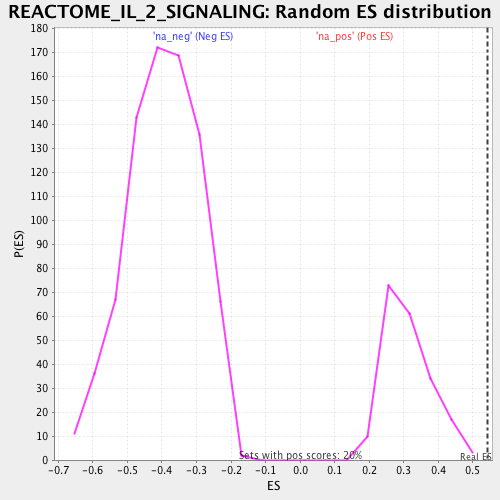 REACTOME_IL_2_SIGNALING: Random ES distribution
'na_neg' (Neg ES) 'na_pos' (Pos ES)
180
170
160
150
140
130
120
110
100
90
80
70
60
50
40
30
20
10
0
P(ES)
Sets with pos scores: 20%
Real ES
-0.7 -0.6 -0.5 -0.4 -0.3 -0.2 -0.1 0.0 0.1 0.2 0.3 0.4 0.5
ES